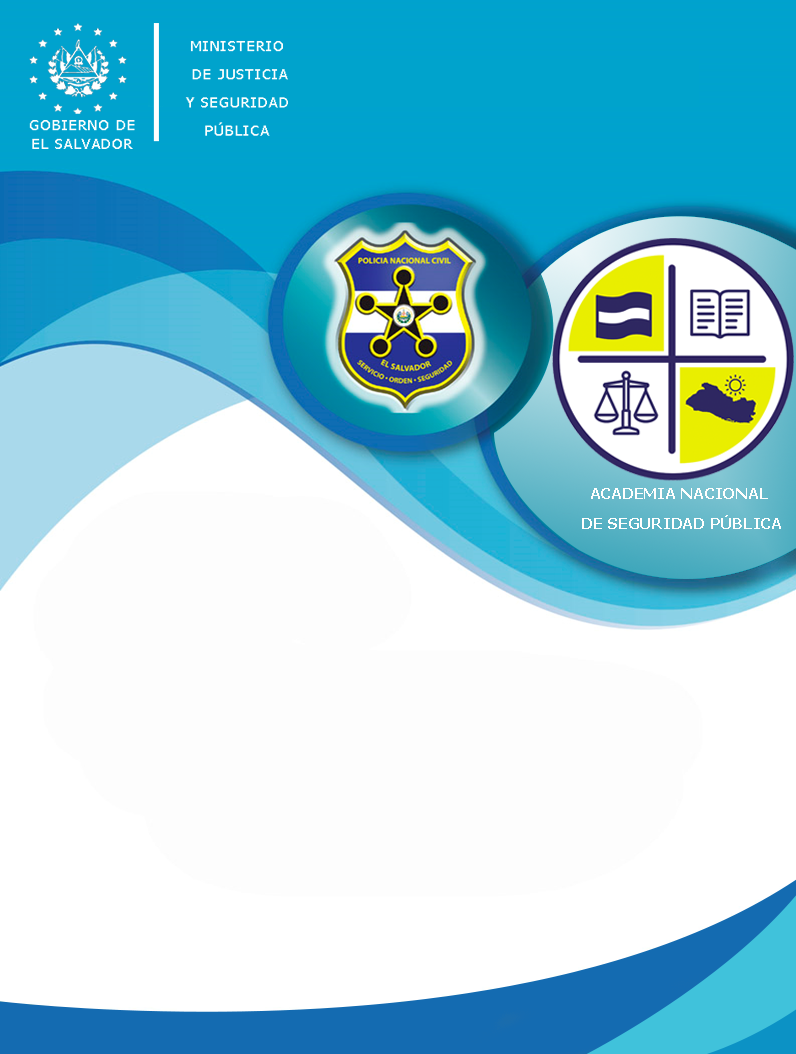 GOBIERNO DE
EL SALVADOR
MINISTERIO
DE JUSTICIA
Y SEGURIDAD
PÚBLICA
POLICIA NACIONAL CIVIL
EL SALVADOR
SERVICIO • ORDEN • SEGURIDAD
ACADEMIA NACIONAL
DE SEGURIDAD PÚBLICA